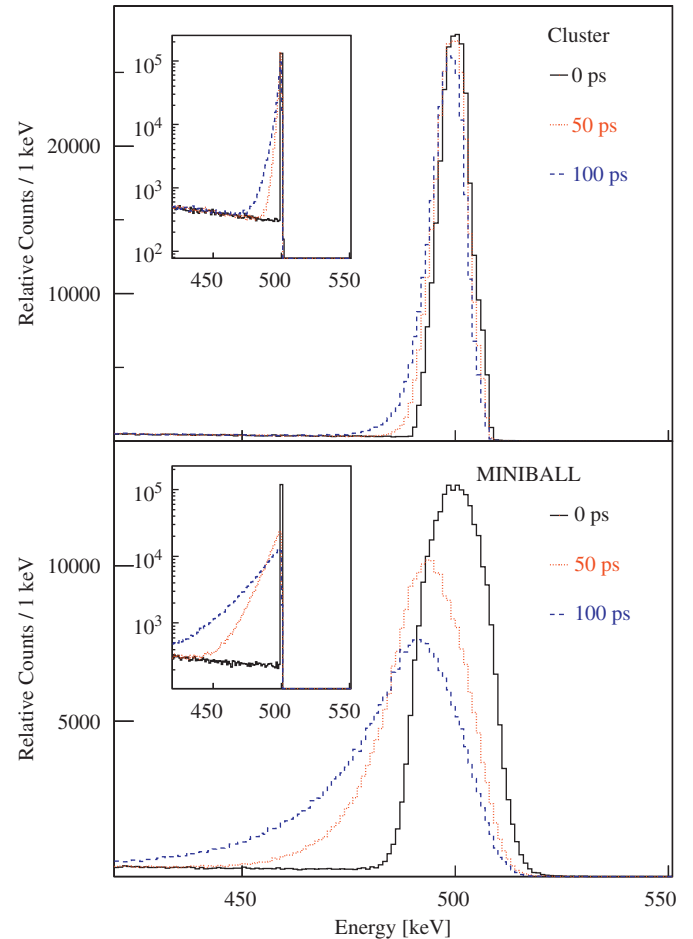 Relative Counts / 1 keV
20000
10000
10^5
10^4
10^3
10^2
450 500 550
Cluster
0 ps
50 ps
100 ps
Relative Counts / 1 keV
10000
5000
10^5
10^4
10^3
450 500 550
MINIBALL
0 ps
50 ps
100 ps
450 500 550
Energy [keV]